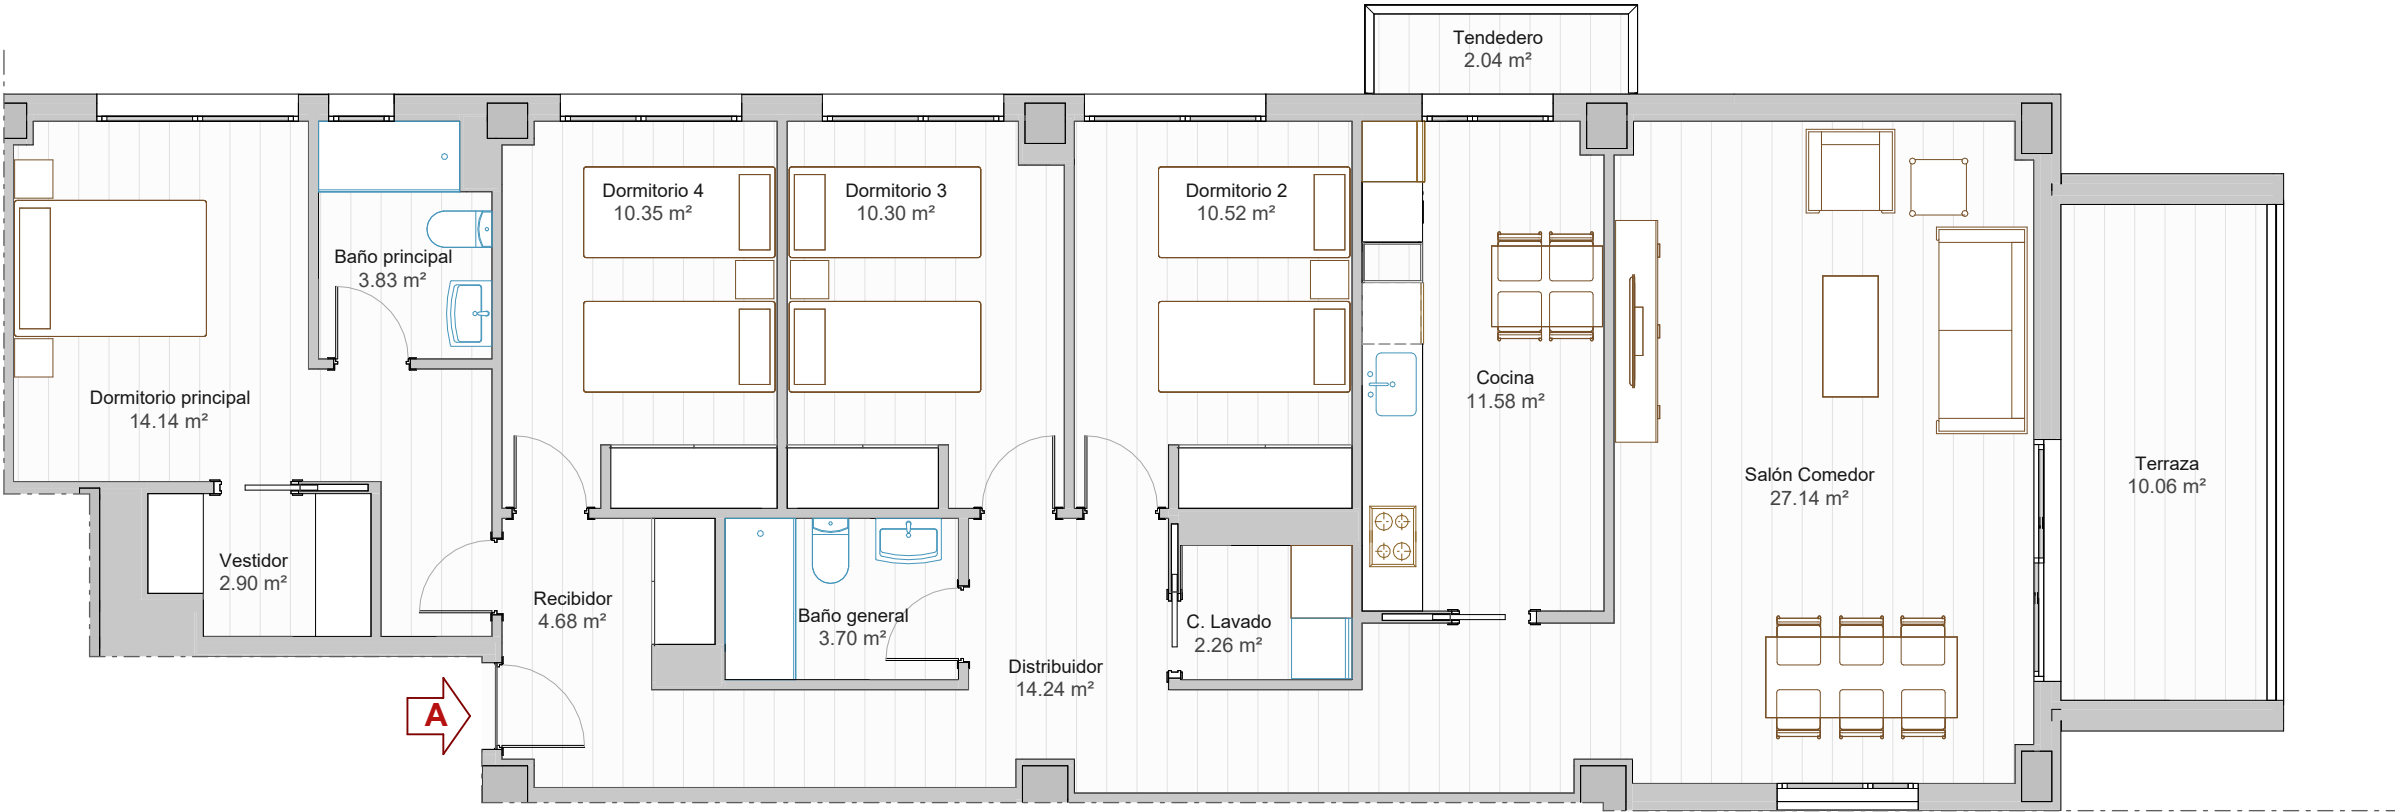 Tendedero
2.04 m²
Dormitorio 4
10.35 m²
Dormitorio 3
10.30 m²
Dormitorio 2
10.52 m²
Baño principal
3.83 m²
Dormitorio principal
14.14 m²
Cocina
11.58 m²
Salón Comedor
27.14 m²
Terraza
10.06 m²
Vestidor
2.90 m²
Recibidor
4.68 m²
Baño general
3.70 m²
C. Lavado
2.26 m²
Distribuidor
14.24 m²
A